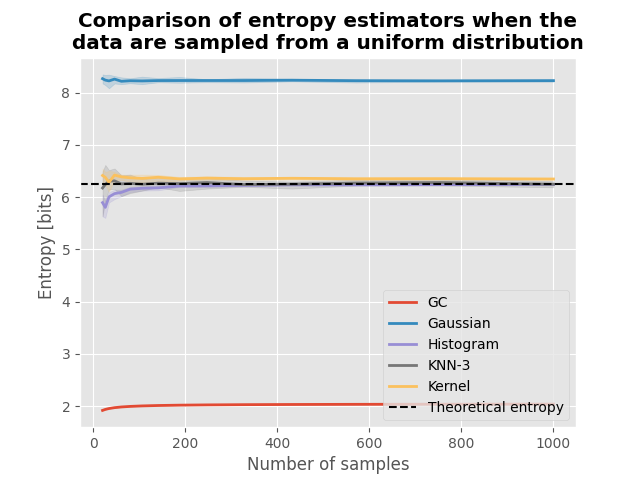 Comparison of entropy estimators when the
data are sampled from a uniform distribution
Entropy [bits]
8
7
6
5
4
3
2
GC
Gaussian
Histogram
KNN-3
Kernel
Theoretical entropy
0
200
400
600
800
1000
Number of samples